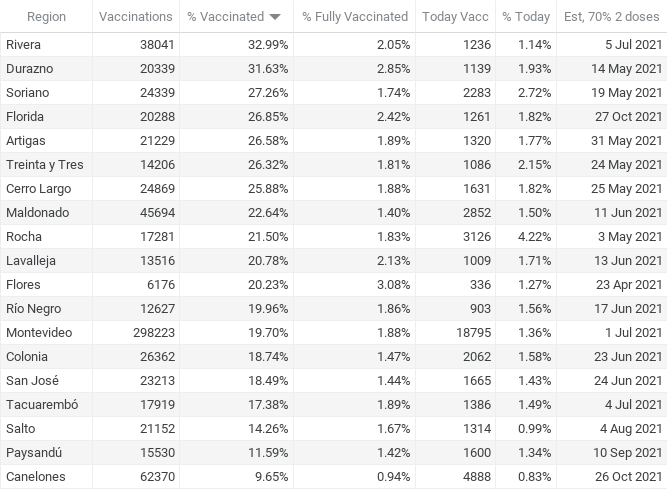 Region Vaccinations % Vaccinated % Fully Vaccinated Today Vacc % Today Est, 70% 2 doses
Rivera 38041 32.99% 2.05% 1236 1.14% 5 Jul 2021
Durazno 20339 31.63% 2.85% 1139 1.93% 14 May 2021
Soriano 24339 27.26% 1.74% 2283 2.72% 19 May 2021
Florida 20288 26.85% 2.42% 1261 1.82% 27 Oct 2021
Artigas 21229 26.58% 1.89% 1320 1.77% 31 May 2021
Treinta y Tres 14206 26.32% 1.81% 1086 2.15% 24 May 2021
Cerro Largo 24869 25.88% 1.88% 1631 1.82% 25 May 2021
Maldonado 45694 22.64% 1.40% 2852 1.50% 11 Jun 2021
Rocha 17281 21.50% 1.83% 3126 4.22% 3 May 2021
Lavalleja 13516 20.78% 2.13% 1009 1.71% 13 Jun 2021
Flores 6176 20.23% 3.08% 336 1.27% 23 Apr 2021
Río Negro 12627 19.96% 1.86% 903 1.56% 17 Jun 2021
Montevideo 298223 19.70% 1.88% 18795 1.36% 1 Jul 2021
Colonia 26362 18.74% 1.47% 2062 1.58% 23 Jun 2021
San José 23213 18.49% 1.44% 1665 1.43% 24 Jun 2021
Tacuarembó 17919 17.38% 1.89% 1386 1.49% 4 Jul 2021
Salto 21152 14.26% 1.67% 1314 0.99% 4 Aug 2021
Paysandú 15530 11.59% 1.42% 1600 1.34% 10 Sep 2021
Canelones 62370 9.65% 0.94% 4888 0.83% 26 Oct 2021